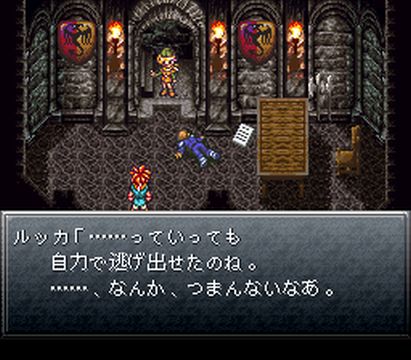 ルッカ「‥‥‥っていっても
自力で逃げ出せたのね。
‥‥‥、なんか、つまんないなあ。